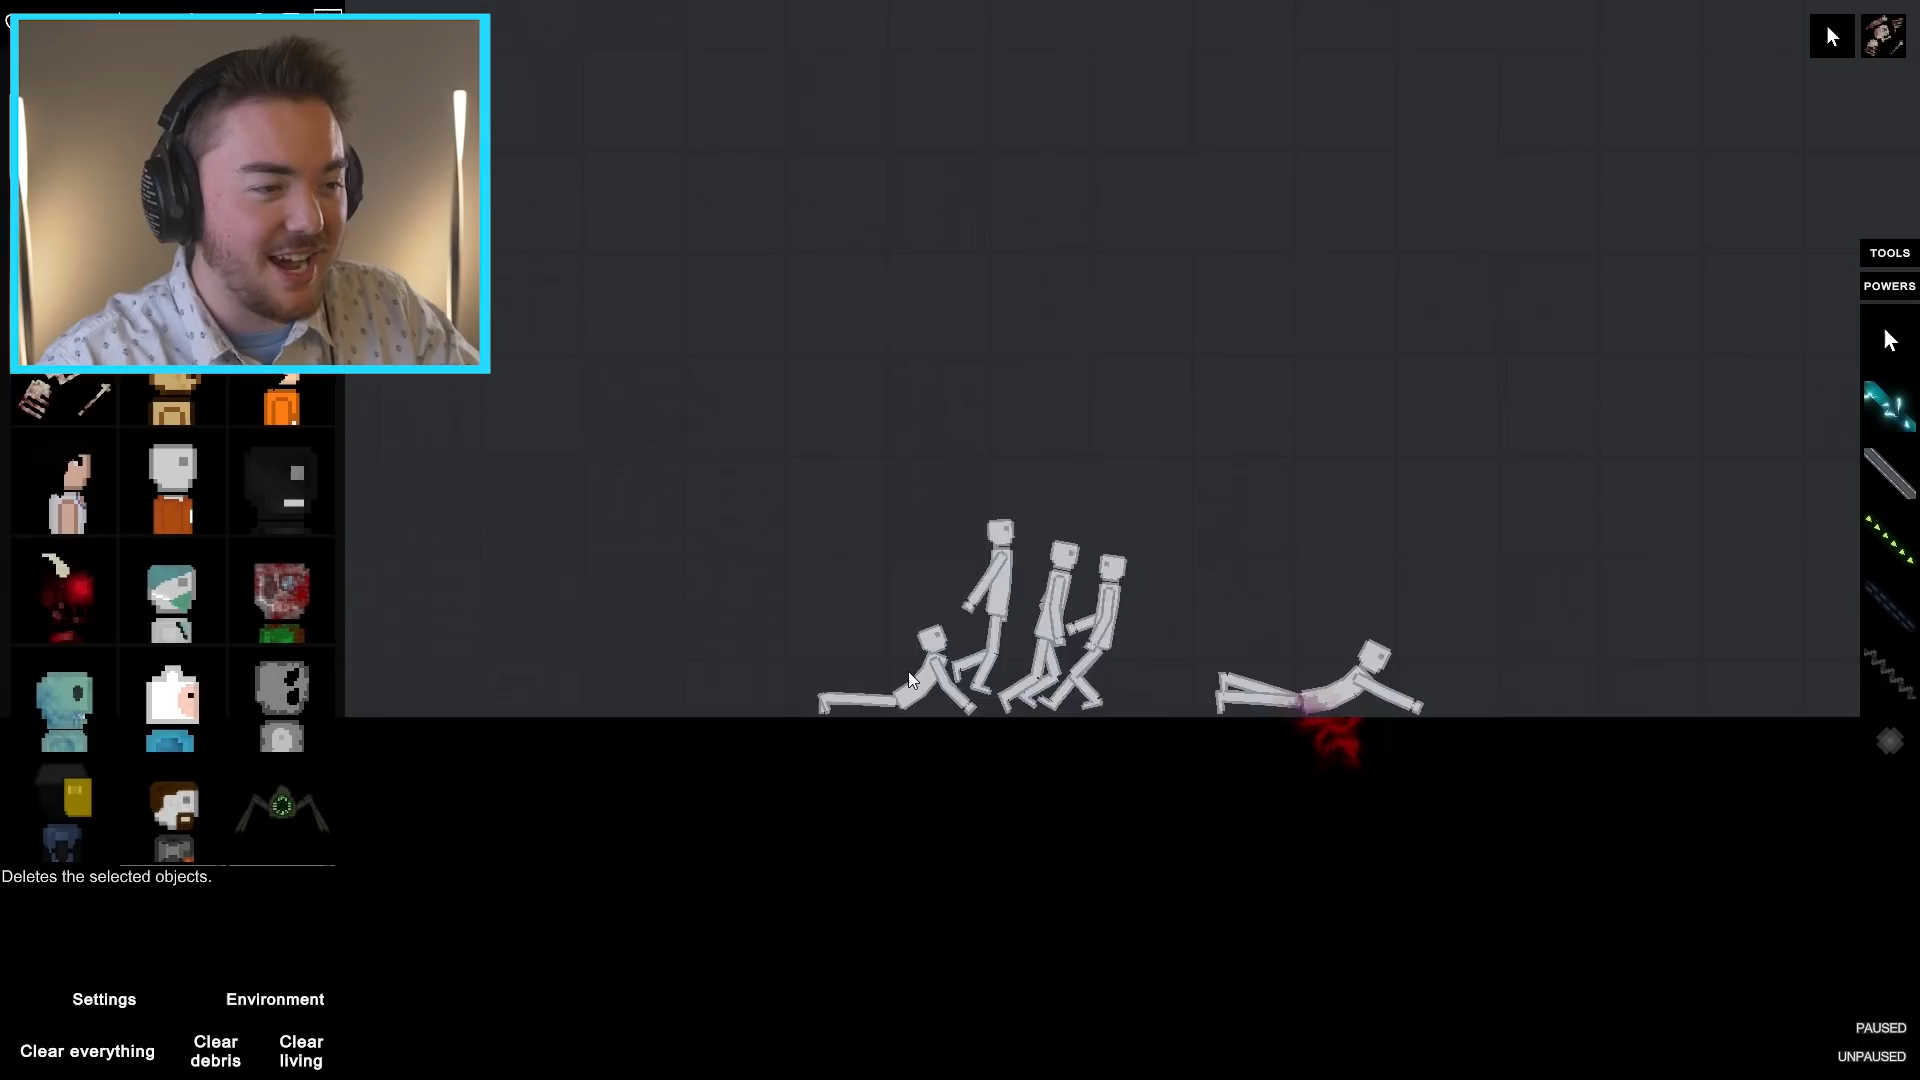 TOOLS
POWERS
Deletes the selected objects.
Settings
Environment
Clear everything
Clear
debris
Clear
living
PAUSED
UNPAUSED